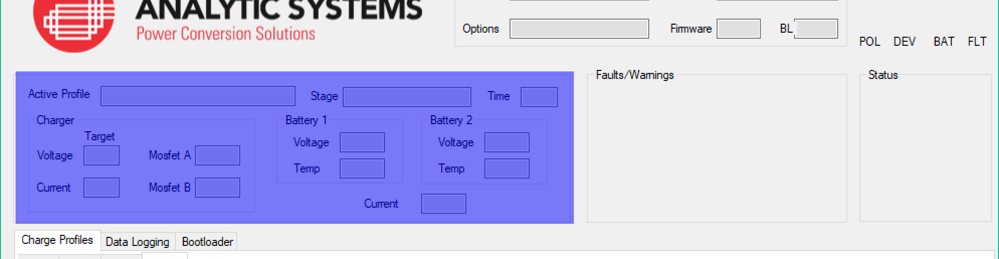 ANALYTIC SYSTEMS
Power Conversion Solutions
Options Firmware BL
POL DEV BAT FLT
Active Profile Stage Time
Faults/Warnings
Status
Charger
Target
Voltage Mosfet A
Current Mosfet B
Battery 1
Voltage
Temp
Battery 2
Voltage
Temp
Current
Charge Profiles Data Logging Bootloader